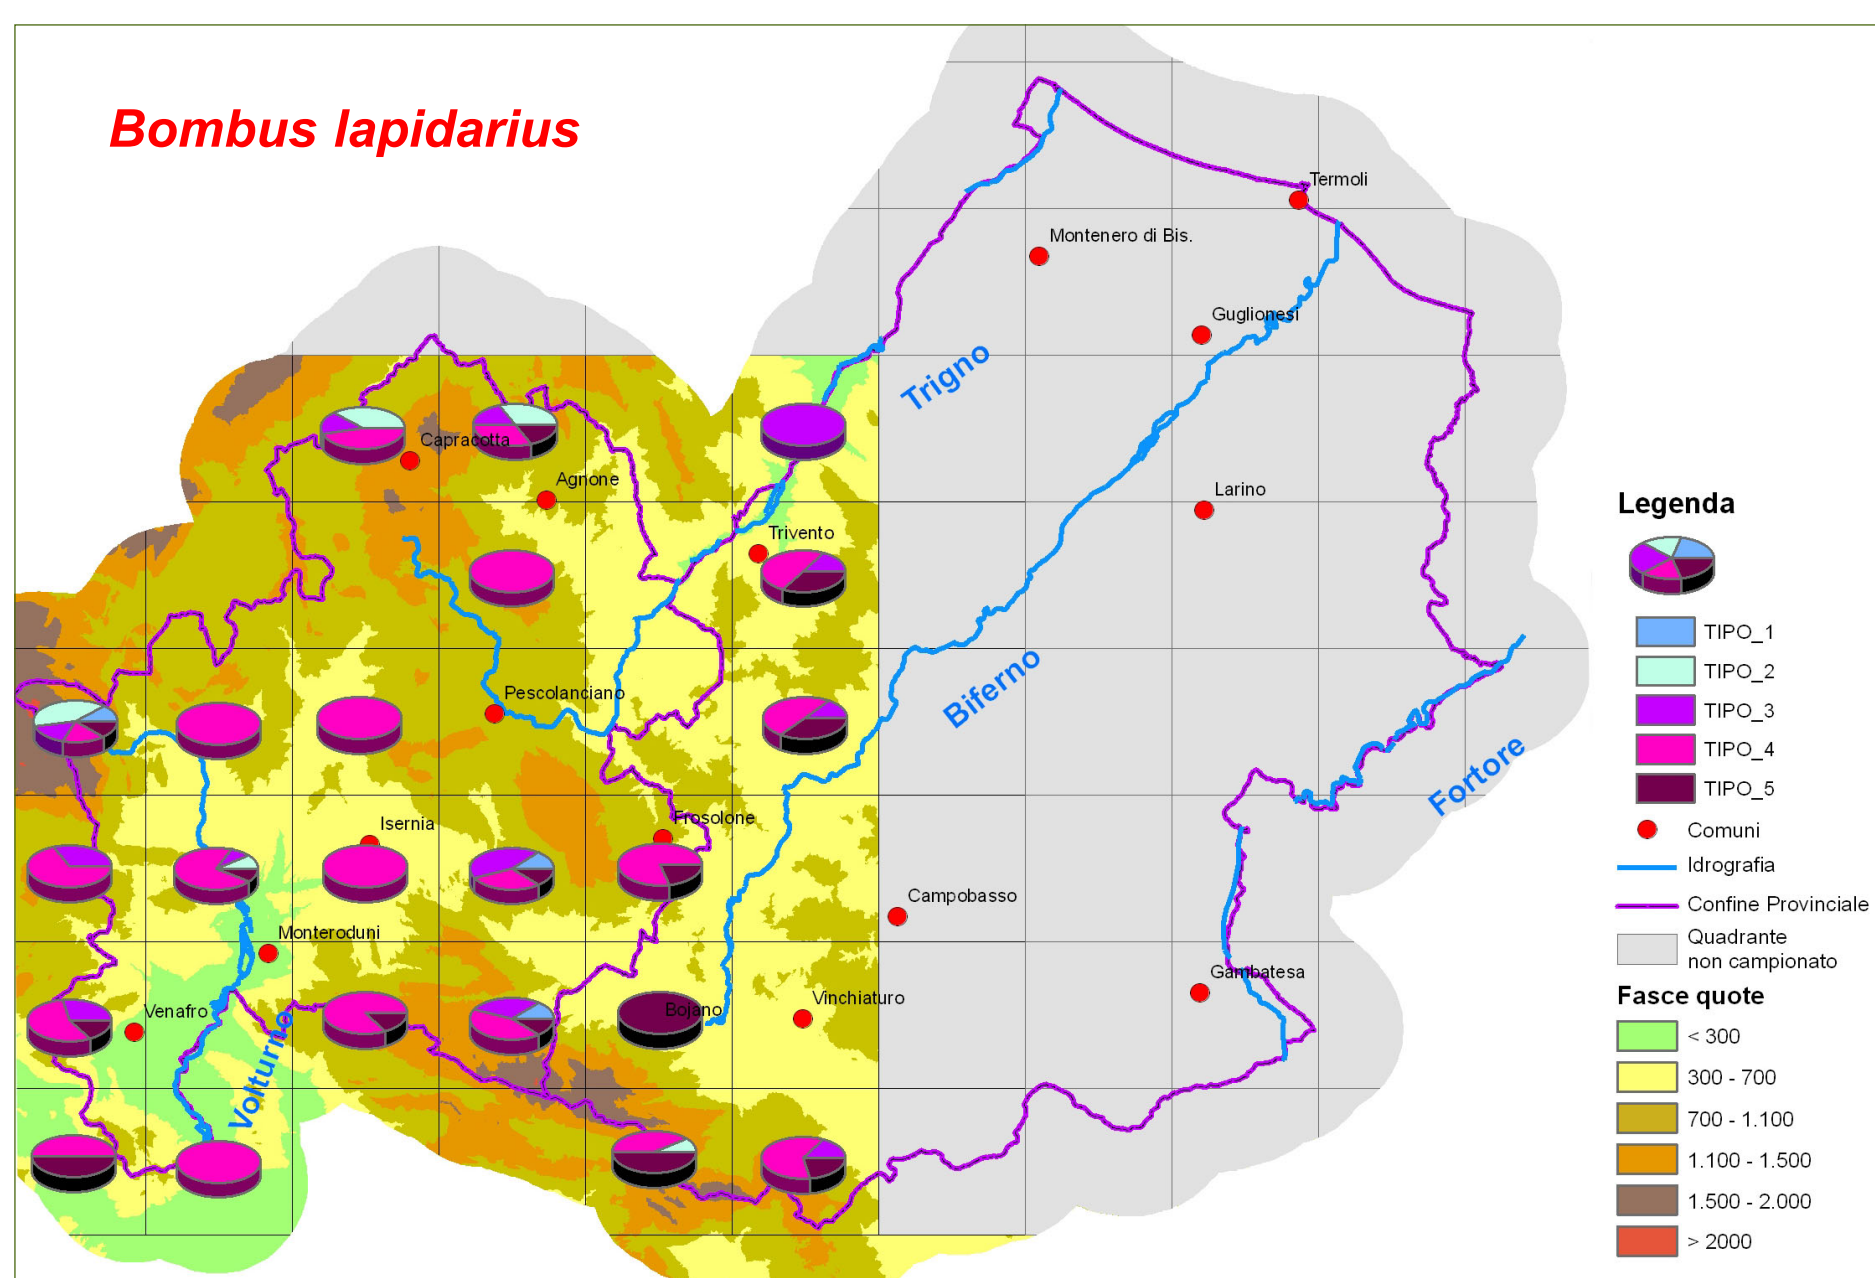 Bombus lapidarius
Termoli
Montenero di Bis.
Guglionesi
Trigno
Capracotta
Agnone
Larino
Trivento
Biferno
Pescolanciano
Fortore
Isernia
Frosolone
Campobasso
Monteroduni
Gambatesa
Venafro
Bojano
Vinchiaturo
Volturno
Legenda
TIPO_1
TIPO_2
TIPO_3
TIPO_4
TIPO_5
Comuni
Idrografia
Confine Provinciale
Quadrante
non campionato
Fasce quote
< 300
300 - 700
700 - 1.100
1.100 - 1.500
1.500 - 2.000
> 2000